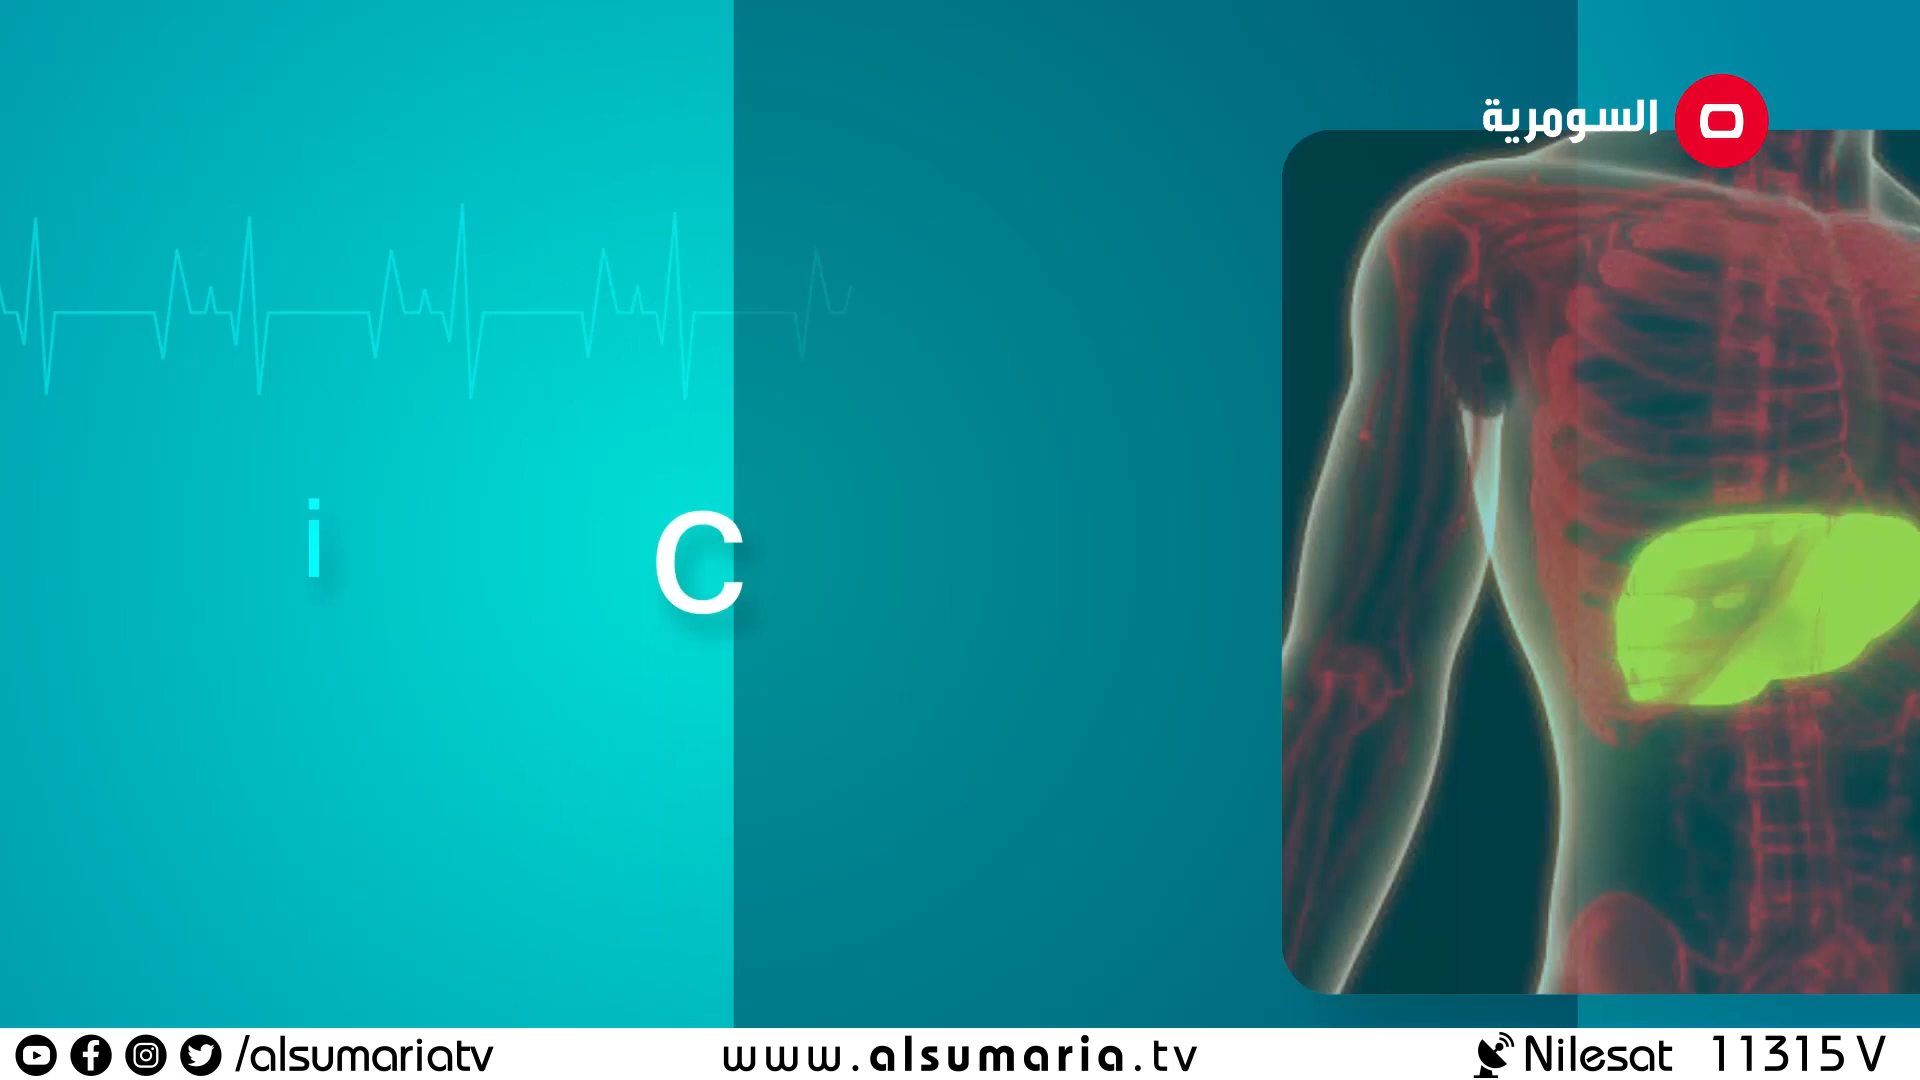 السومرية
i
C
/alsumariatv
www.alsumaria.tv
Nilesat 11315 V